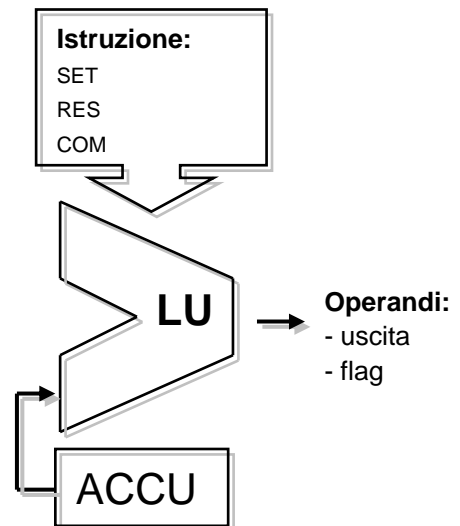 Istruzione:
SET
RES
COM
LU
Operandi:
- uscita
- flag
ACCU